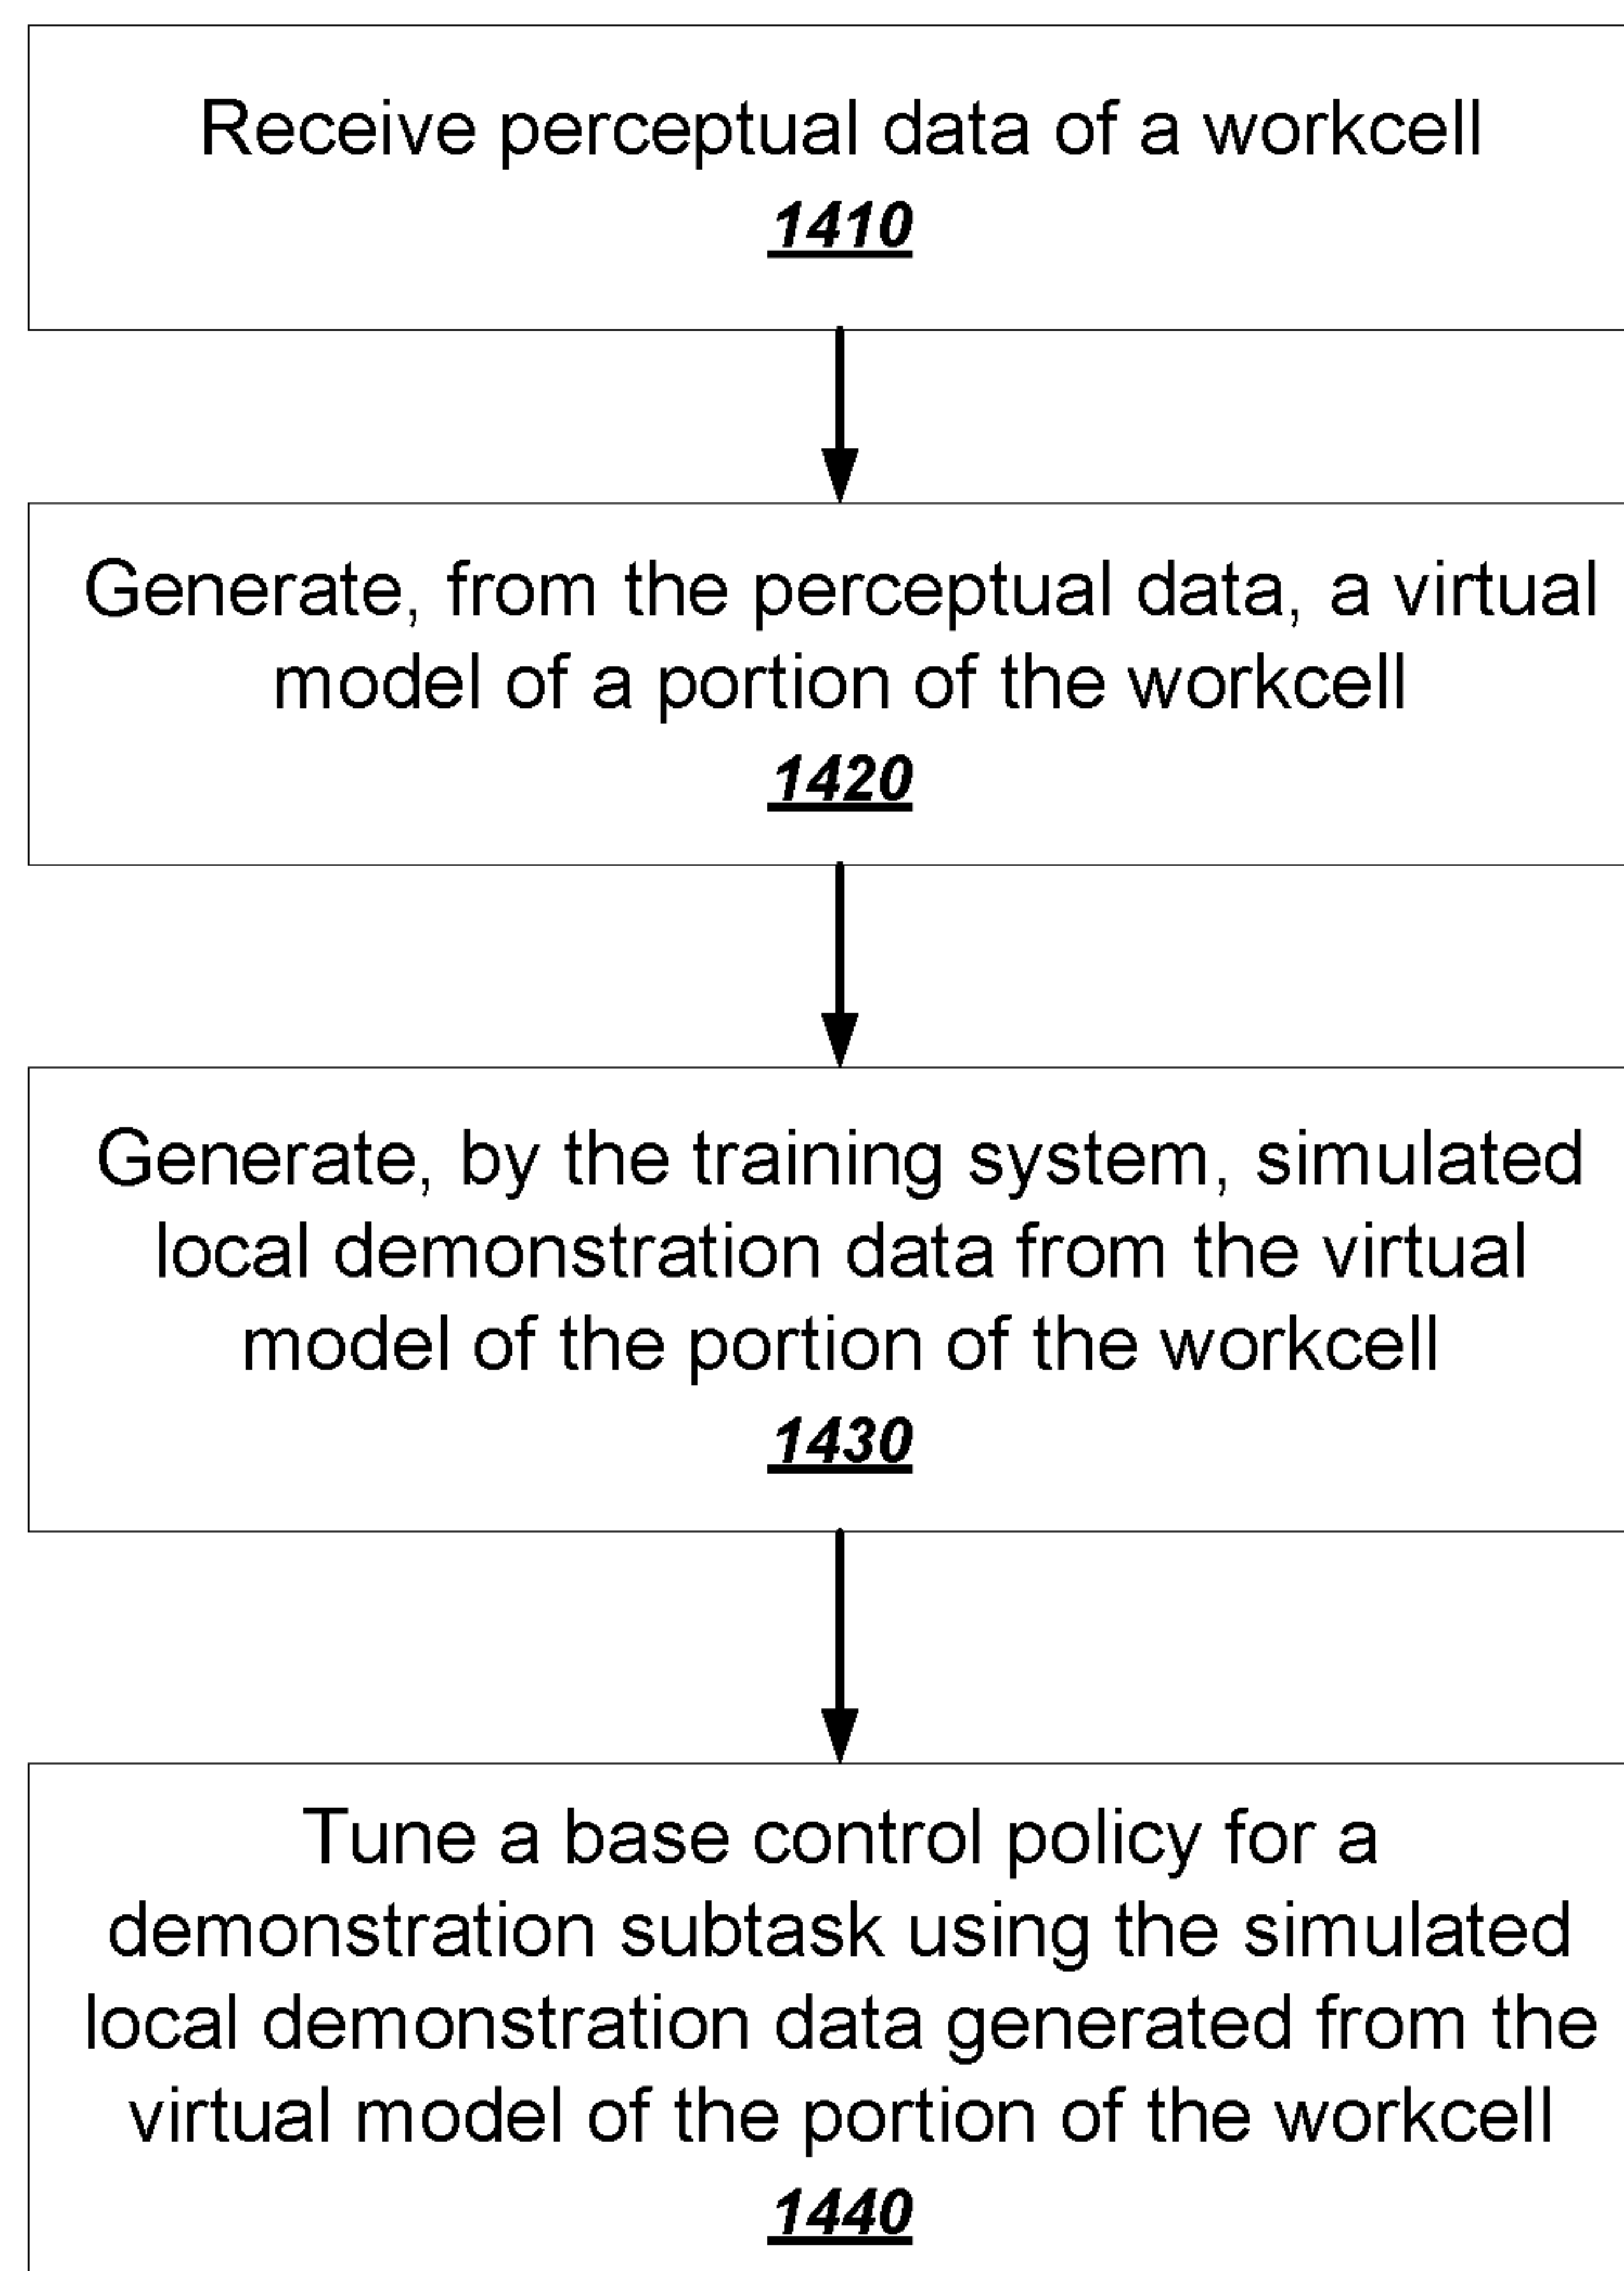 Receive perceptual data of a workcell
1410
Generate, from the perceptual data, a virtual
model of a portion of the workcell
1420
Generate, by the training system, simulated
local demonstration data from the virtual
model of the portion of the workcell
1430
Tune a base control policy for a
demonstration subtask using the simulated
local demonstration data generated from the
virtual model of the portion of the workcell
1440